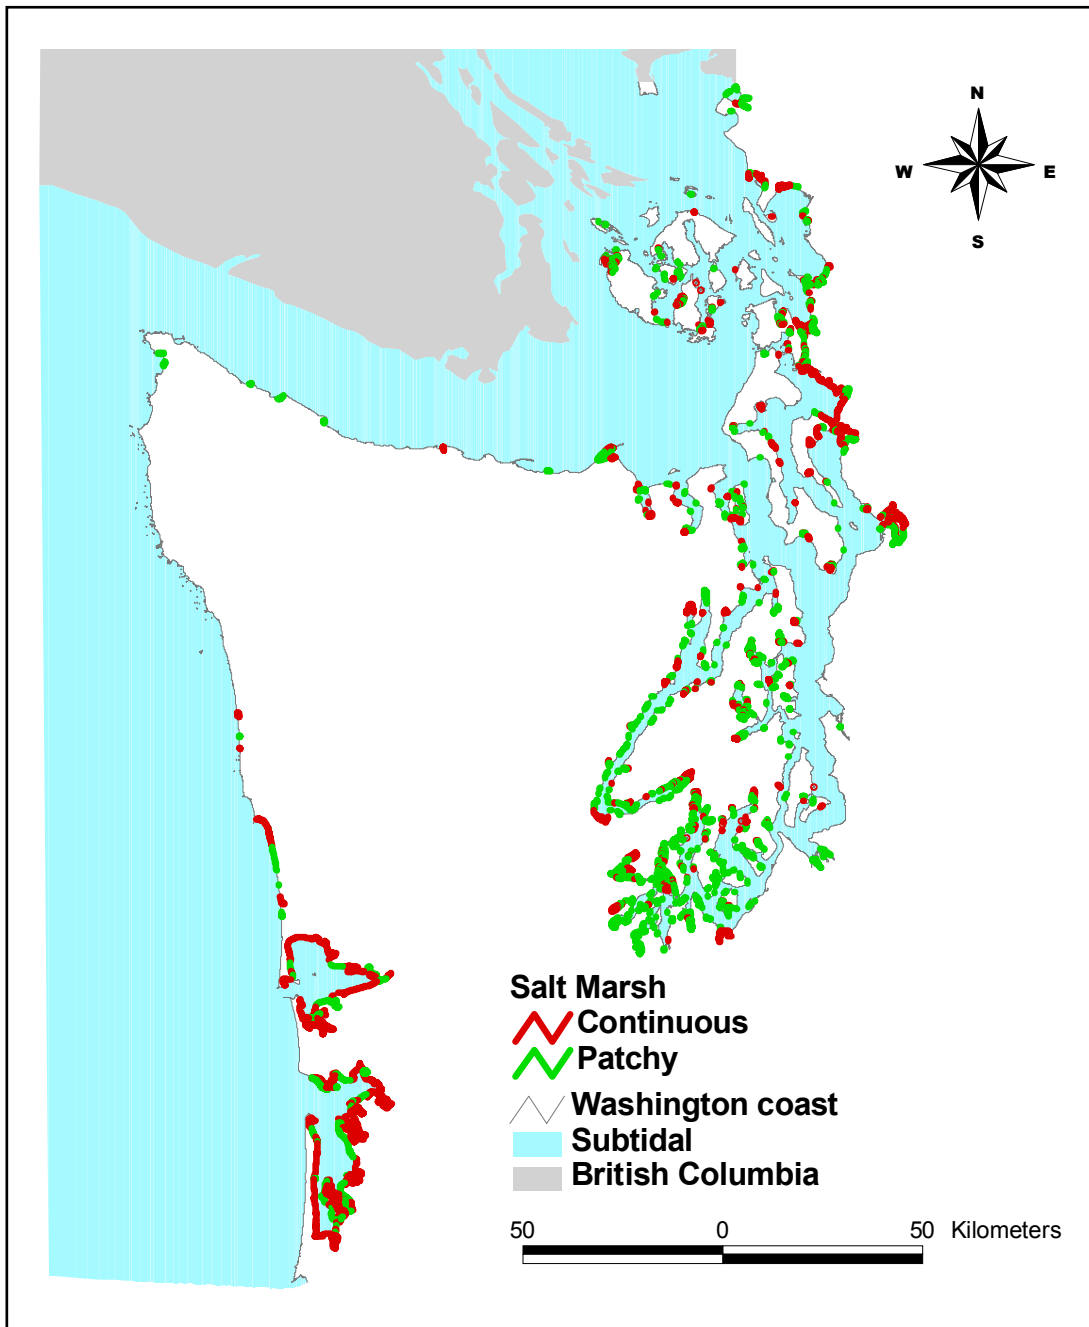 N
W E
S
Salt Marsh
Continuous
Patchy
Washington coast
Subtidal
British Columbia
50 0 50 Kilometers